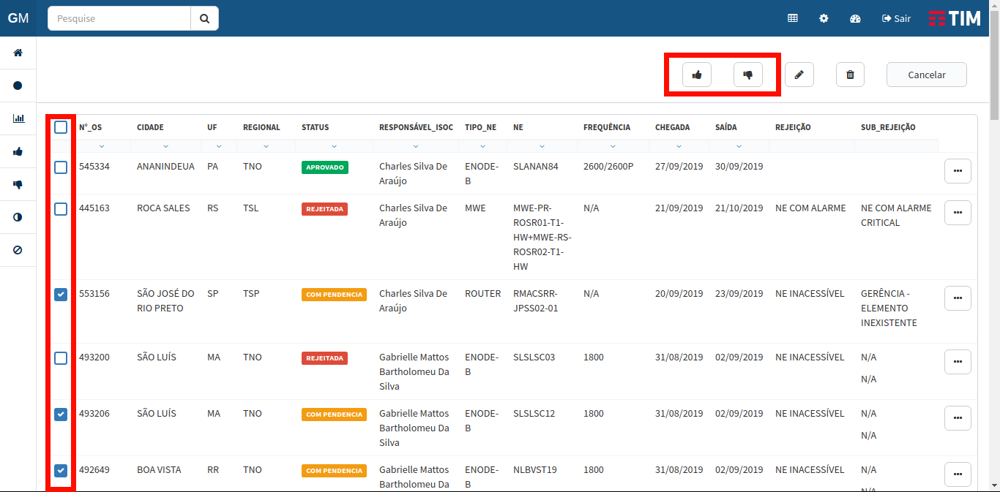 GM Pesquise Sair TIM
Cancelar
N°_OS CIDADE UF REGIONAL STATUS RESPONSÁVEL_ISOC TIPO_NE NE FREQUÊNCIA CHEGADA SAÍDA REJEIÇÃO SUB_REJEIÇÃO
545334 ANANINDEUA PA TNO APROVADO Charles Silva De ENODE- SLANAN84 2600/2600P 27/09/2019 30/09/2019
Araújo B
445163 ROCA SALES RS TSL REJEITADA Charles Silva De MWE MWE-PR- N/A 21/09/2019 21/10/2019 NE COM ALARME NE COM ALARME
Araújo ROSR01-T1- CRITICAL
HW+MWE-RS-
ROSR02-T1-
HW
553156 SÃO JOSÉ DO SP TSP COM PENDENCIA Charles Silva De ROUTER RMACSRR- N/A 20/09/2019 23/09/2019 NE INACESSÍVEL GERÊNCIA -
RIO PRETO Araújo JPSS02-01 ELEMENTO
INEXISTENTE
493200 SÃO LUÍS MA TNO REJEITADA Gabrielle Mattos ENODE- SLSLSC03 1800 31/08/2019 02/09/2019 NE INACESSÍVEL N/A
Bartholomeu Da B
N/A
Silva
493206 SÃO LUÍS MA TNO COM PENDENCIA Gabrielle Mattos ENODE- SLSLSC12 1800 31/08/2019 02/09/2019 NE INACESSÍVEL N/A
Bartholomeu Da B
N/A
Silva
492649 BOA VISTA RR TNO COM PENDENCIA Gabrielle Mattos ENODE- NLBVST19 1800 31/08/2019 02/09/2019 NE INACESSÍVEL N/A
Bartholomeu Da B
N/A